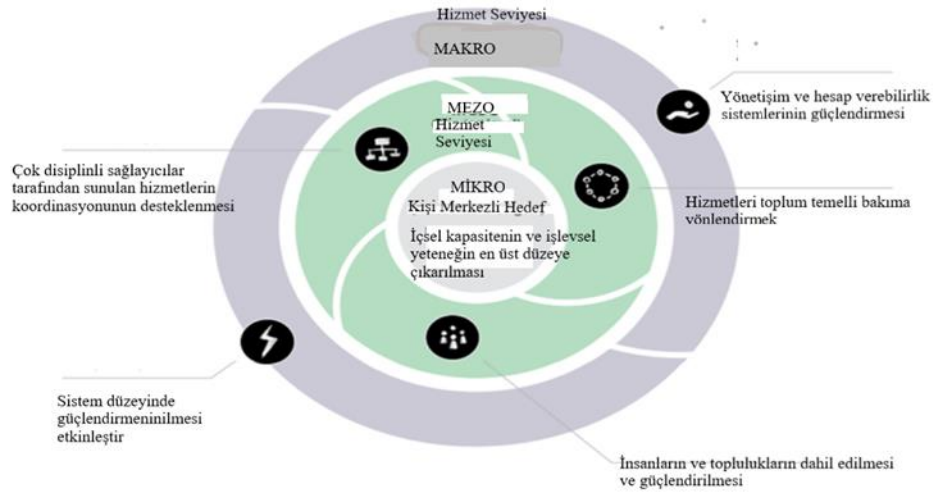 Hizmet Seviyesi
MAKRO
MEZO
Hizmet
Seviyesi
MİKRO
Kişi Merkezli Hedef
İçsel kapasitenin ve işlevsel
yeteneğin en üst düzeye
çıkarılması
Yönetişim ve hesap verebilirlik
sistemlerinin güçlendirmesi
Çok disiplinli sağlayıcılar
tarafından sunulan hizmetlerin
koordinasyonunun desteklenmesi
Hizmetleri toplum temelli bakıma
yönlendirmek
Sistem düzeyinde
güçlendirmeninilmesi
etkinleştir
İnsanların ve toplulukların dahil edilmesi
ve güçlendirilmesi